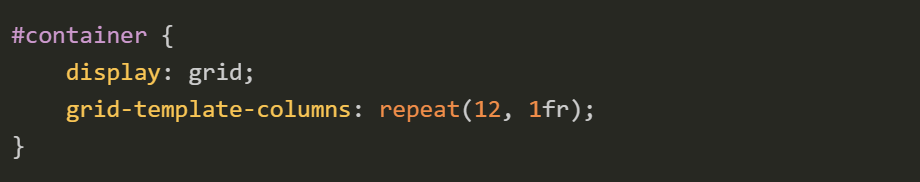 #container {
    display: grid;
    grid-template-columns: repeat(12, 1fr);
}